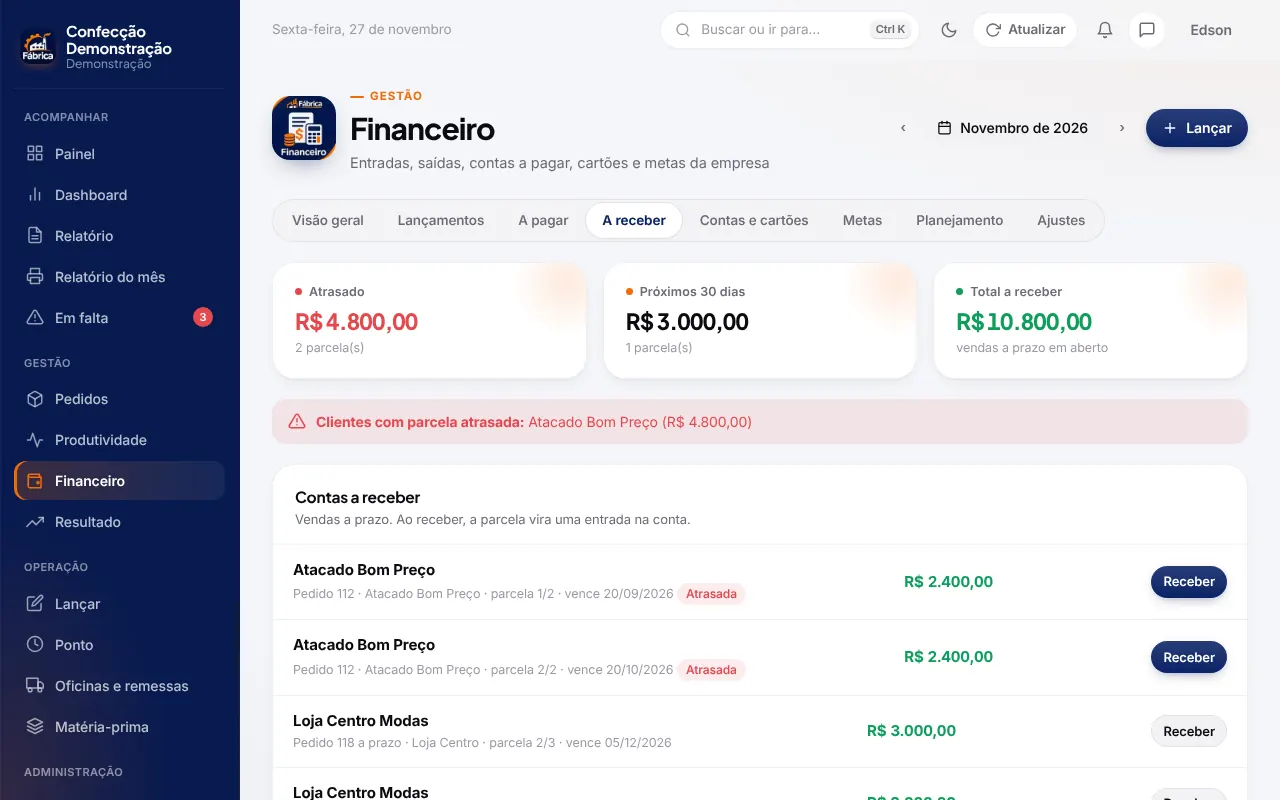 Fábrica
Confecção
Demonstração
Demonstração
ACOMPANHAR
Painel
Dashboard
Relatório
Relatório do mês
Em falta
3
GESTÃO
Pedidos
Produtividade
Financeiro
Resultado
OPERAÇÃO
Lançar
Ponto
Oficinas e remessas
Matéria-prima
ADMINISTRAÇÃO
Sexta-feira, 27 de novembro
Buscar ou ir para...
Ctrl K
Atualizar
Edson
Fábrica
Financeiro
GESTÃO
Financeiro
Entradas, saídas, contas a pagar, cartões e metas da empresa
‹
Novembro de 2026
›
+ Lançar
Visão geral
Lançamentos
A pagar
A receber
Contas e cartões
Metas
Planejamento
Ajustes
Atrasado
R$ 4.800,00
2 parcela(s)
Próximos 30 dias
R$ 3.000,00
1 parcela(s)
Total a receber
R$ 10.800,00
vendas a prazo em aberto
Clientes com parcela atrasada: Atacado Bom Preço (R$ 4.800,00)
Contas a receber
Vendas a prazo. Ao receber, a parcela vira uma entrada na conta.
Atacado Bom Preço
Pedido 112 · Atacado Bom Preço · parcela 1/2 · vence 20/09/2026 Atrasada
R$ 2.400,00
Receber
Atacado Bom Preço
Pedido 112 · Atacado Bom Preço · parcela 2/2 · vence 20/10/2026 Atrasada
R$ 2.400,00
Receber
Loja Centro Modas
Pedido 118 a prazo · Loja Centro · parcela 2/3 · vence 05/12/2026
R$ 3.000,00
Receber
Loja Centro Modas